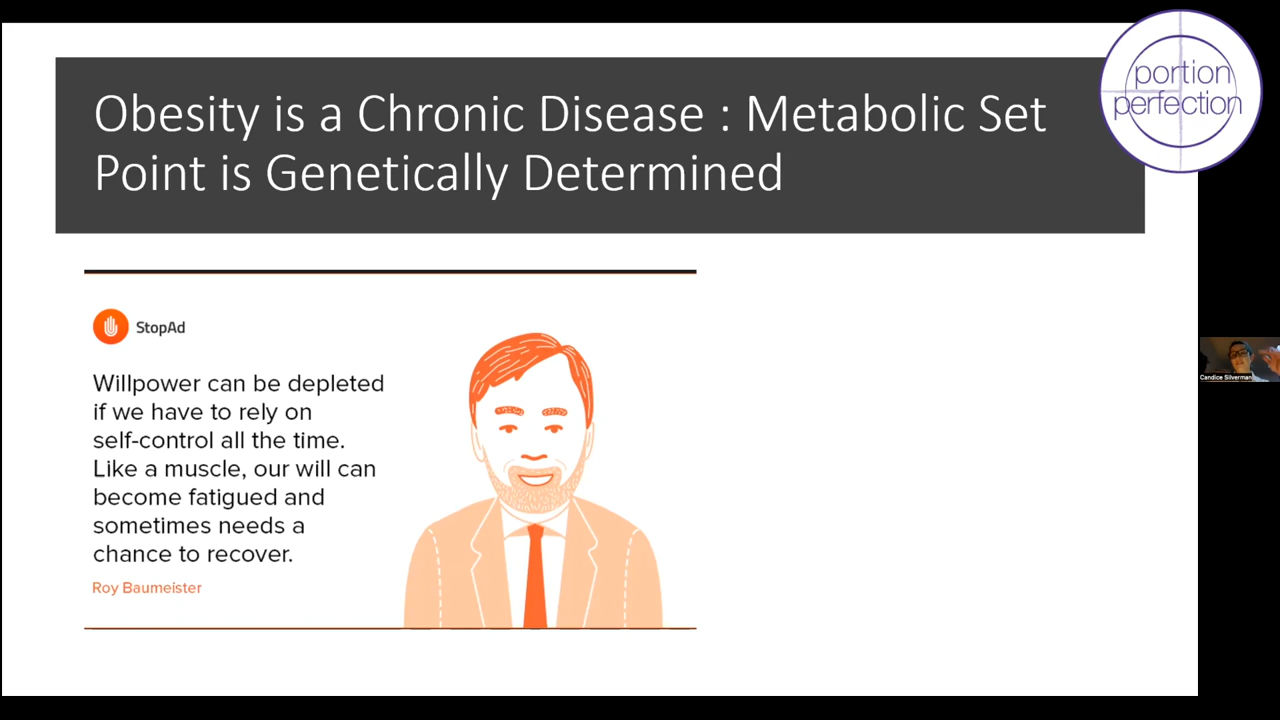 Obesity is a Chronic Disease : Metabolic Set
Point is Genetically Determined
portion
perfection
StopAd
Willpower can be depleted
if we have to rely on
self-control all the time.
Like a muscle, our will can
become fatigued and
sometimes needs a
chance to recover.
Roy Baumeister
Candice Silverman